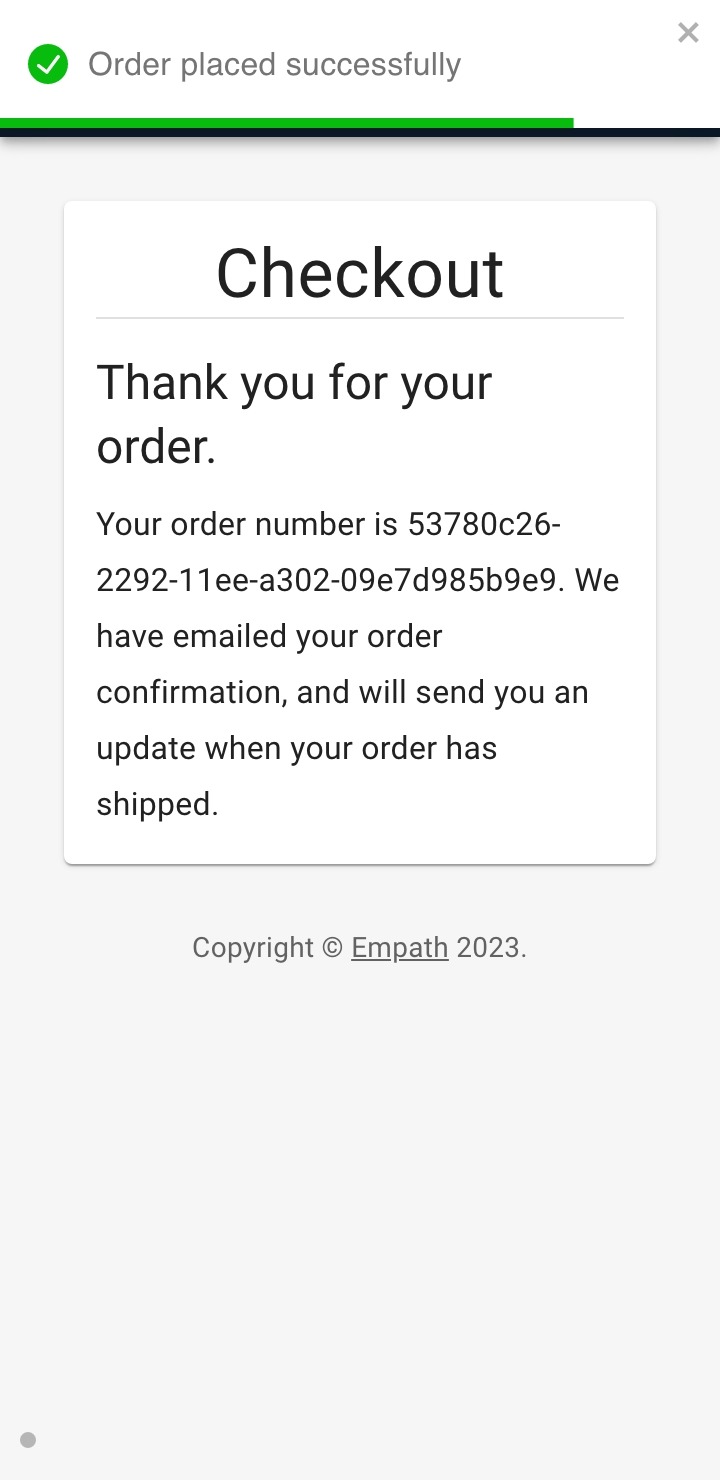 Order placed successfully
Checkout
Thank you for your
order.
Your order number is 53780c26-
2292-11ee-a302-09e7d985b9e9. We
have emailed your order
confirmation, and will send you an
update when your order has
shipped.
Copyright © Empath 2023.